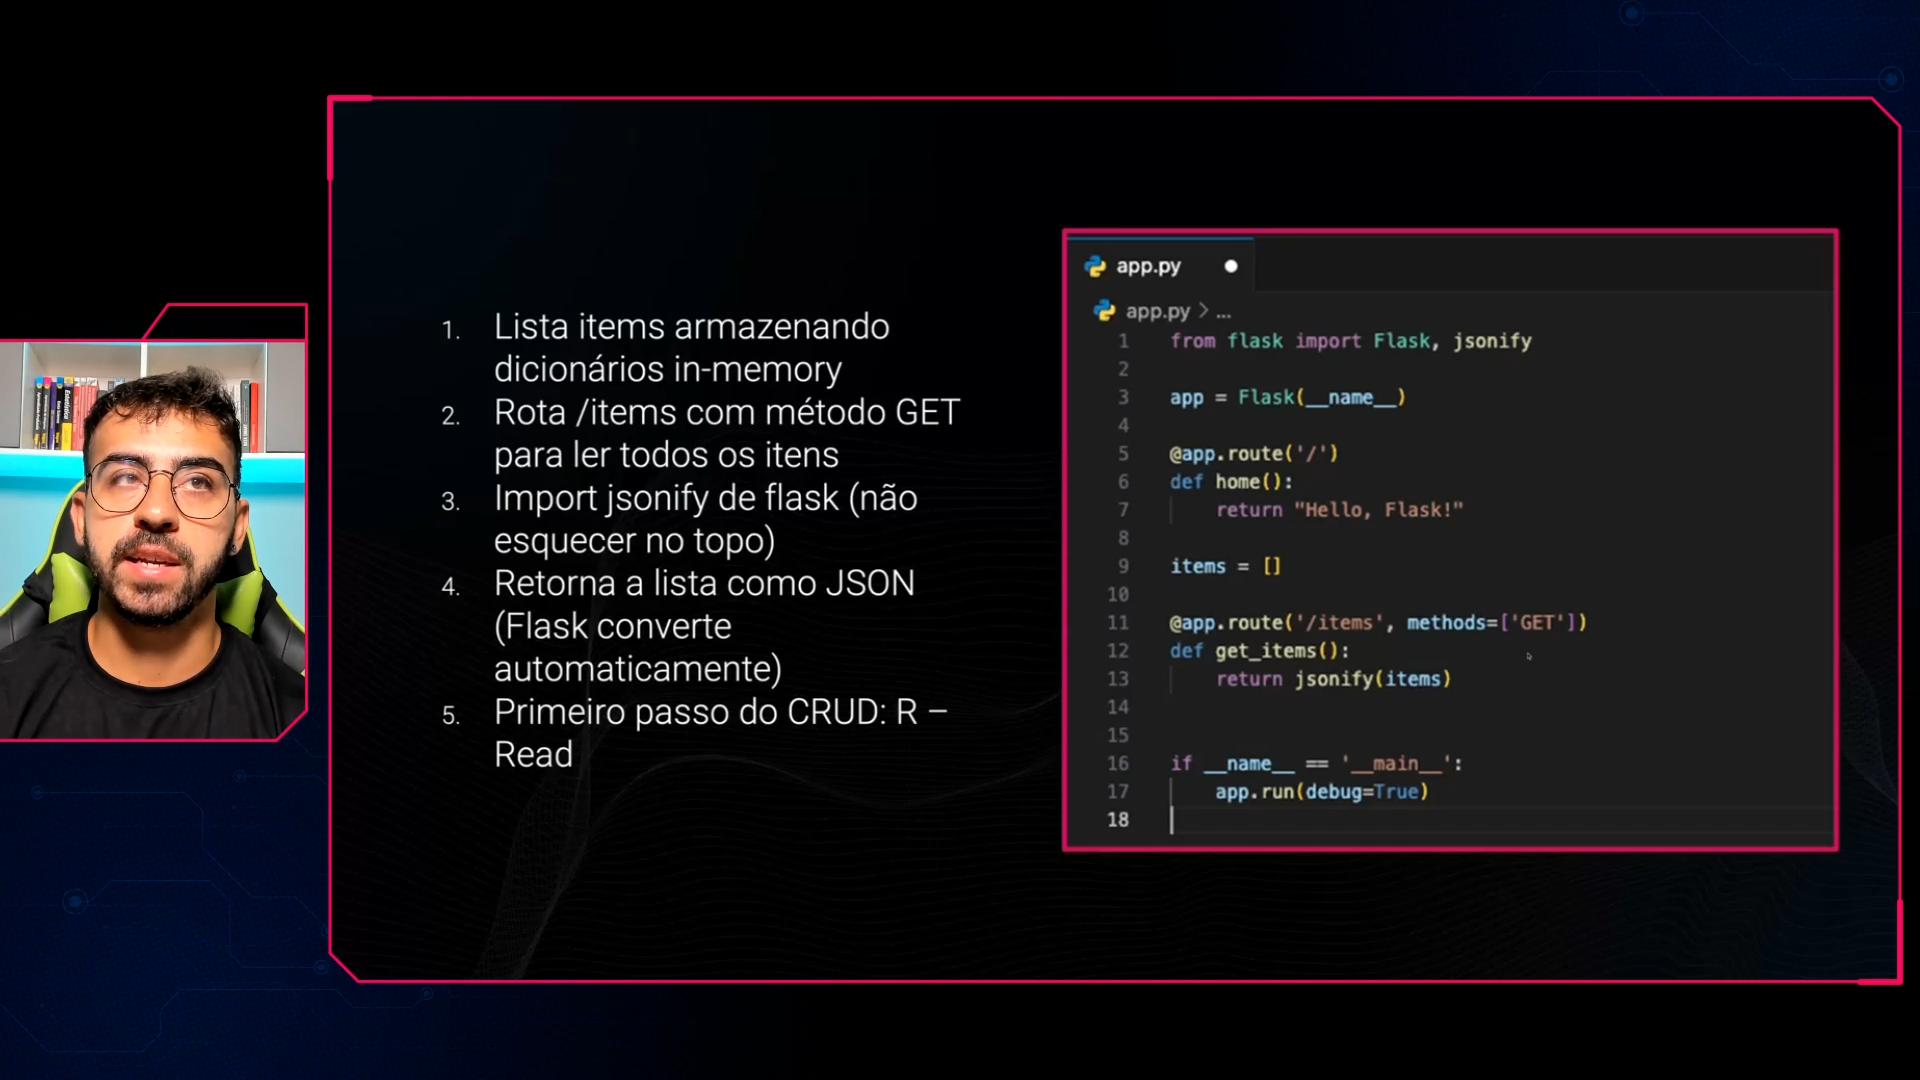 1. Lista items armazenando
dicionários in-memory
2. Rota /items com método GET
para ler todos os itens
3. Import jsonify de flask (não
esquecer no topo)
4. Retorna a lista como JSON
(Flask converte
automaticamente)
5. Primeiro passo do CRUD: R –
Read
app.py
app.py > ...
1 from flask import Flask, jsonify
2
3 app = Flask(__name__)
4
5 @app.route('/')
6 def home():
7 return "Hello, Flask!"
8
9 items = []
10
11 @app.route('/items', methods=['GET'])
12 def get_items():
13 return jsonify(items)
14
15
16 if __name__ == '__main__':
17 app.run(debug=True)
18